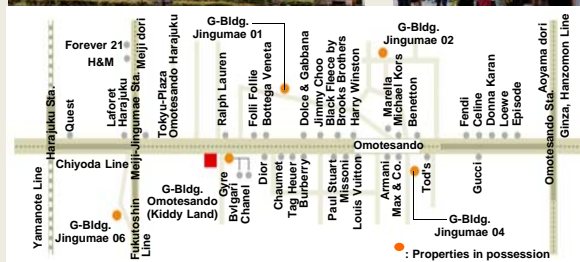 G-Bldg.
Jingumae 01
G-Bldg.
Jingumae 02
Forever 21
H&M
Harajuku Sta.
Quest
Laforet
Harajuku
Meiji-Jingumae Sta.
Meiji dori
Tokyu-Plaza
Omotesando Harajuku
Ralph Lauren
Folli Follie
Bottega Veneta
Dolce & Gabbana
Jimmy Choo
Black Fleece by
Brooks Brothers
Harry Winston
Marella
Michael Kors
Benetton
Fendi
Celine
Donna Karan
Loewe
Episode
Omotesando Sta.
Aoyama dori
Ginza, Hanzomon Line
Omotesando
Chiyoda Line
Yamanote Line
G-Bldg.
Jingumae 06
Fukutoshin
Line
G-Bldg.
Omotesando
(Kiddy Land)
Gyre
Bvlgari
Chanel
Dior
Chaumet
Tag Heuer
Burberry
Paul Stuart
Missoni
Louis Vuitton
Armani
Max & Co.
Tod's
Gucci
G-Bldg.
Jingumae 04
: Properties in possession